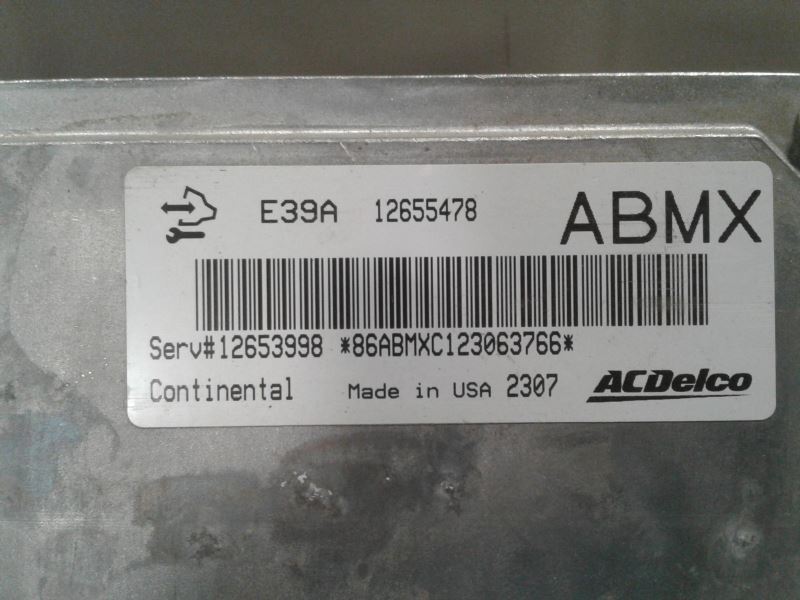 E39A 12655478 ABMX
Serv#12653998 *86ABMXC123063766*
Continental Made in USA 2307 ACDelco